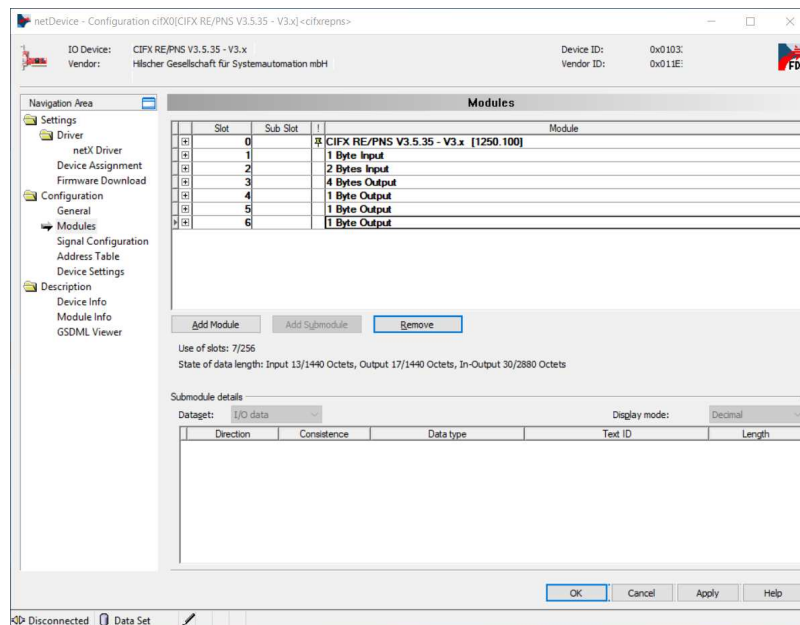 netDevice - Configuration cifX0[CIFX RE/PNS V3.5.35 - V3.x]<cifxrepns>
IO Device: CIFX RE/PNS V3.5.35 - V3.x Device ID: 0x0103
Vendor: Hilscher Gesellschaft für Systemautomation mbH Vendor ID: 0x011E
FD
Navigation Area
Settings
Driver
netX Driver
Device Assignment
Firmware Download
Configuration
General
Modules
Signal Configuration
Address Table
Device Settings
Description
Device Info
Module Info
GSDML Viewer
Modules
Slot Sub Slot ! Module
0 CIFX RE/PNS V3.5.35 - V3.x [1250.100]
1 1 Byte Input
2 2 Bytes Input
3 4 Bytes Output
4 1 Byte Output
5 1 Byte Output
6 1 Byte Output
Add Module Add Submodule Remove
Use of slots: 7/256
State of data length: Input 13/1440 Octets, Output 17/1440 Octets, In-Output 30/2880 Octets
Submodule details
Dataset: I/O data Display mode: Decimal
Direction Consistence Data type Text ID Length
OK Cancel Apply Help
Disconnected Data Set